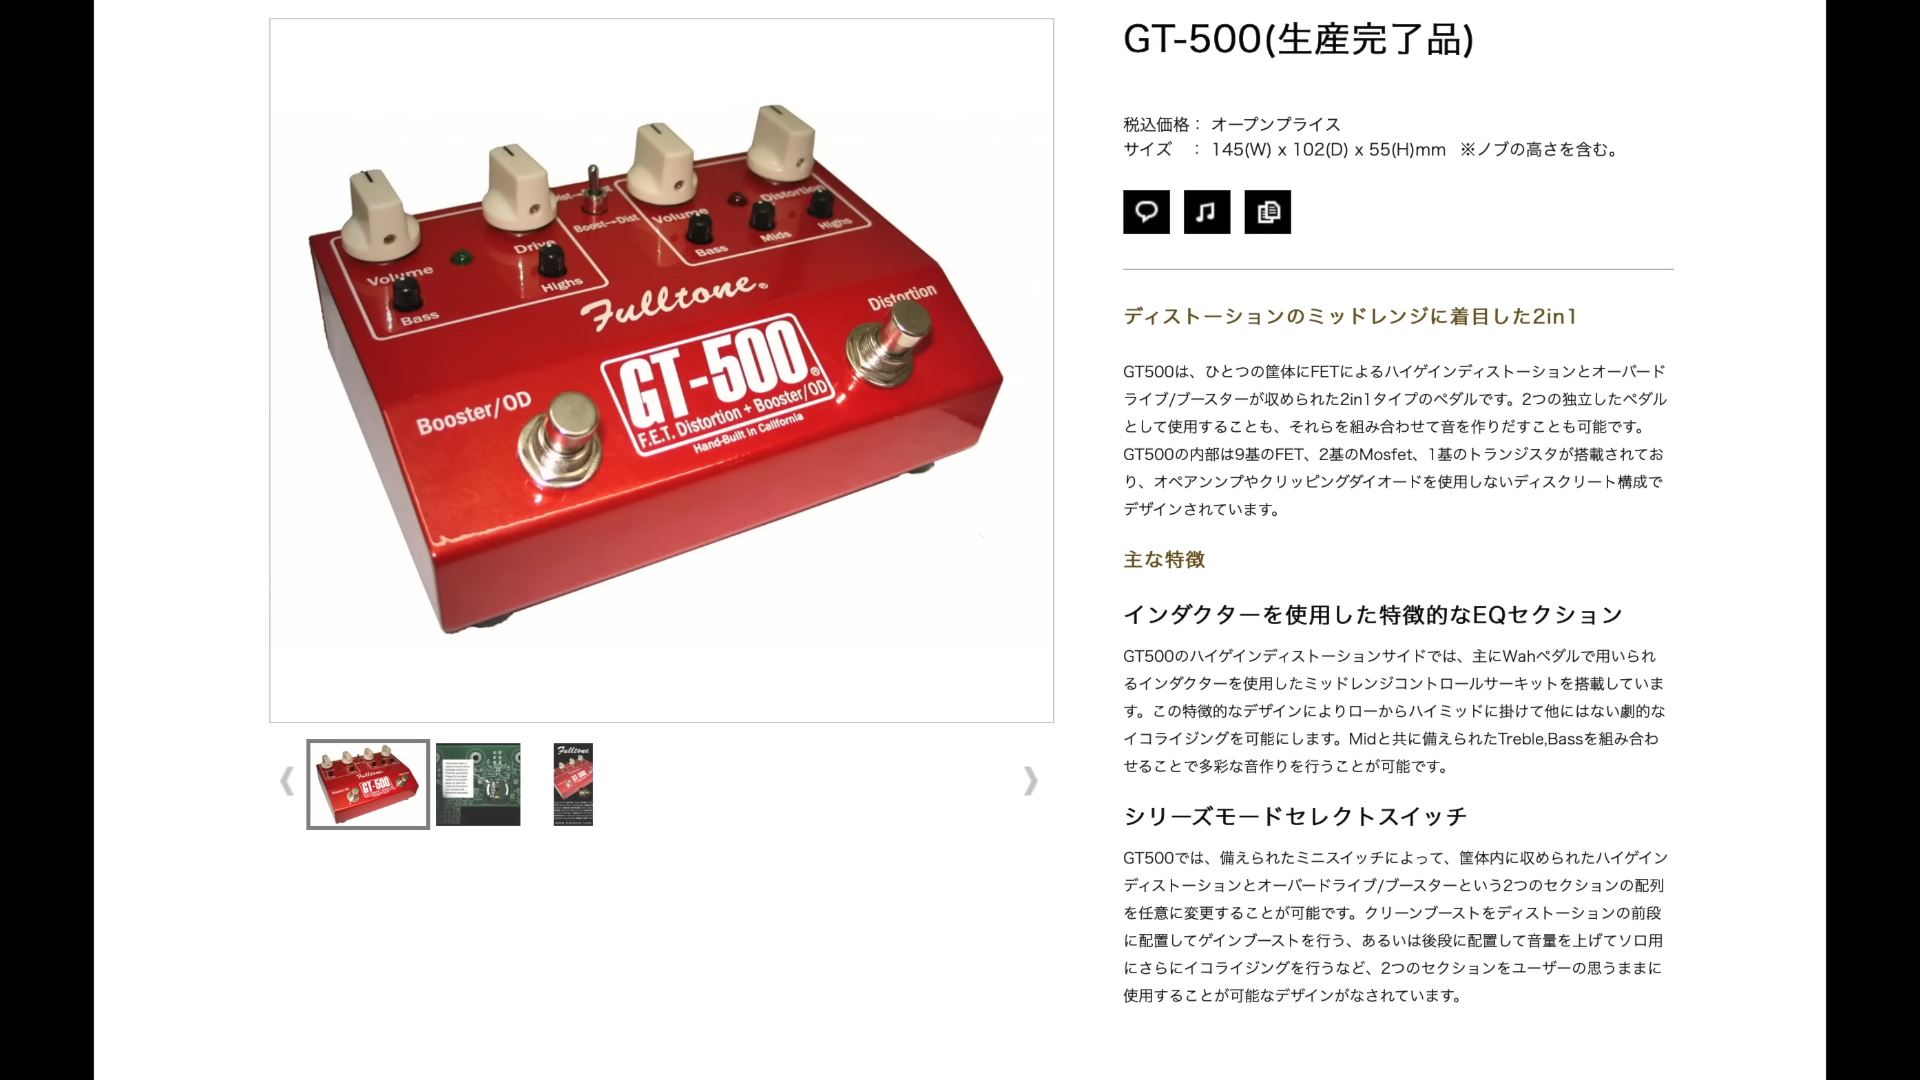 GT-500(生産完了品)
税込価格： オープンプライス
サイズ ： 145(W) x 102(D) x 55(H)mm ※ノブの高さを含む。
ディストーションのミッドレンジに着目した2in1
GT500は、ひとつの筐体にFETによるハイゲインディストーションとオーバード
ライブ/ブースターが収められた2in1タイプのペダルです。2つの独立したペダル
として使用することも、それらを組み合わせて音を作りだすことも可能です。
GT500の内部は9基のFET、2基のMosfet、1基のトランジスタが搭載されてお
り、オペアンンプやクリッピングダイオードを使用しないディスクリート構成で
デザインされています。
主な特徴
インダクターを使用した特徴的なEQセクション
GT500のハイゲインディストーションサイドでは、主にWahペダルで用いられ
るインダクターを使用したミッドレンジコントロールサーキットを搭載していま
す。この特徴的なデザインによりローからハイミッドに掛けて他にはない劇的な
イコライジングを可能にします。Midと共に備えられたTreble,Bassを組み合わ
せることで多彩な音作りを行うことが可能です。
シリーズモードセレクトスイッチ
GT500では、備えられたミニスイッチによって、筐体内に収められたハイゲイン
ディストーションとオーバードライブ/ブースターという2つのセクションの配列
を任意に変更することが可能です。クリーンブーストをディストーションの前段
に配置してゲインブーストを行う、あるいは後段に配置して音量を上げてソロ用
にさらにイコライジングを行うなど、2つのセクションをユーザーの思うままに
使用することが可能なデザインがなされています。
Volume
Drive
Bass
Highs
Boost→Dist
Volume
Distortion
Bass
Mids
Highs
Fulltone®
Distortion
Booster/OD
GT-500®
F.E.T. Distortion + Booster/OD
Hand-Built in California
Fulltone
GT-500
Fulltone
GT-500